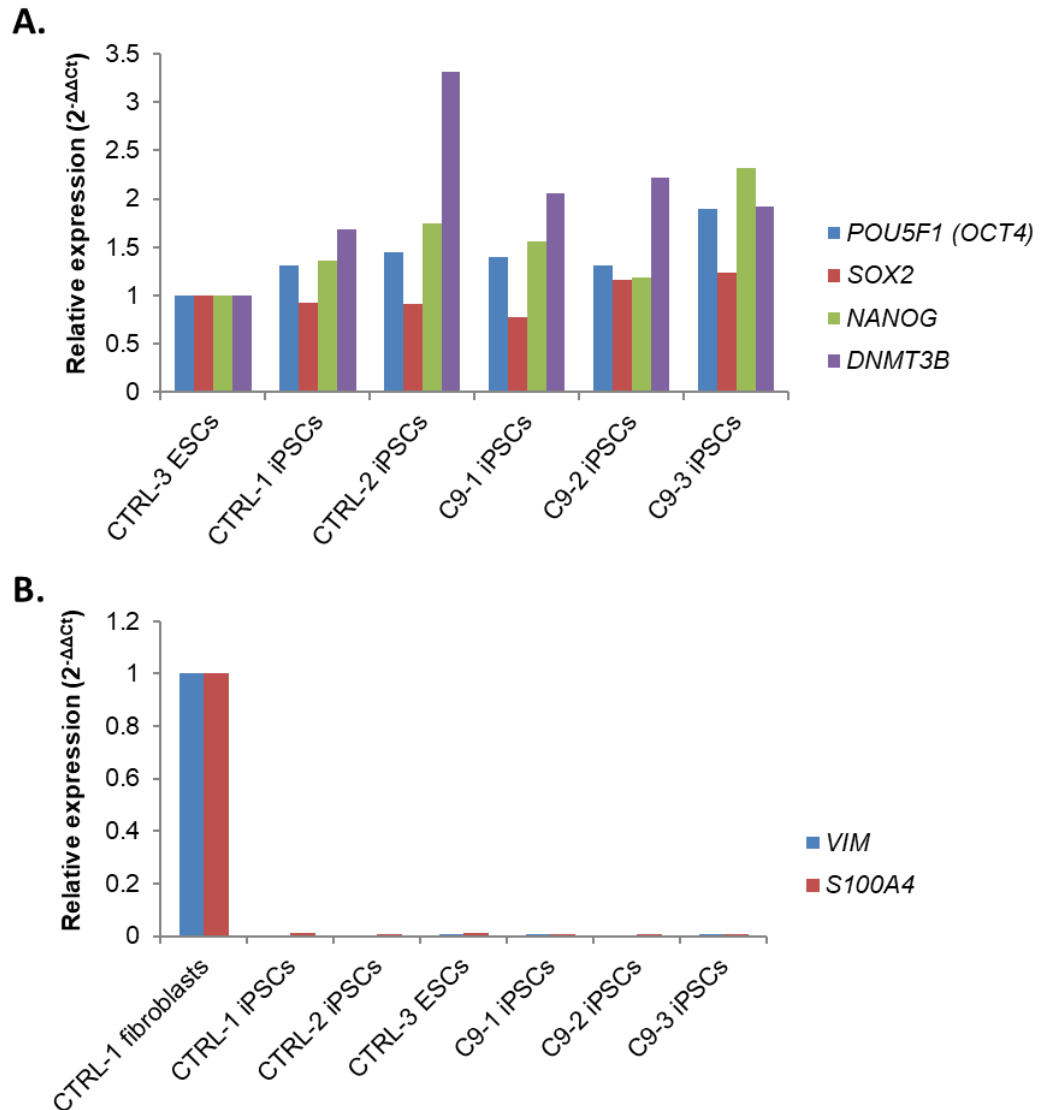 A.
Relative expression (2^-ΔΔCt)
3.5
3
2.5
2
1.5
1
0.5
0
CTRL-3 ESCs
CTRL-1 iPSCs
CTRL-2 iPSCs
C9-1 iPSCs
C9-2 iPSCs
C9-3 iPSCs
POU5F1 (OCT4)
SOX2
NANOG
DNMT3B
B.
Relative expression (2^-ΔΔCt)
1.2
1
0.8
0.6
0.4
0.2
0
CTRL-1 fibroblasts
CTRL-1 iPSCs
CTRL-2 iPSCs
CTRL-3 ESCs
C9-1 iPSCs
C9-2 iPSCs
C9-3 iPSCs
VIM
S100A4